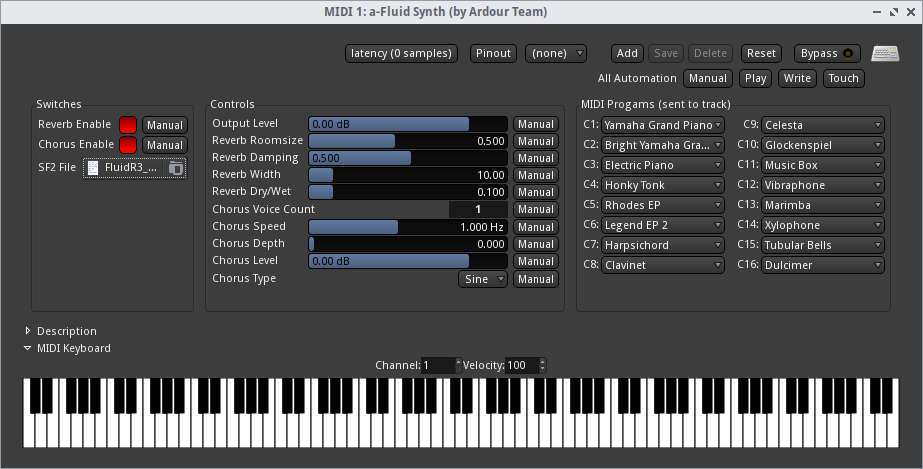 MIDI 1: a-Fluid Synth (by Ardour Team)
latency (0 samples) Pinout (none) Add Save Delete Reset Bypass
All Automation Manual Play Write Touch
Switches
Reverb Enable Manual
Chorus Enable Manual
SF2 File FluidR3_...
Controls
Output Level 0.00 dB Manual
Reverb Roomsize 0.500 Manual
Reverb Damping 0.500 Manual
Reverb Width 10.00 Manual
Reverb Dry/Wet 0.100 Manual
Chorus Voice Count 1 Manual
Chorus Speed 1.000 Hz Manual
Chorus Depth 0.000 Manual
Chorus Level 0.00 dB Manual
Chorus Type Sine Manual
MIDI Progams (sent to track)
C1: Yamaha Grand Piano C9: Celesta
C2: Bright Yamaha Gra... C10: Glockenspiel
C3: Electric Piano C11: Music Box
C4: Honky Tonk C12: Vibraphone
C5: Rhodes EP C13: Marimba
C6: Legend EP 2 C14: Xylophone
C7: Harpsichord C15: Tubular Bells
C8: Clavinet C16: Dulcimer
Description
MIDI Keyboard
Channel: 1 Velocity: 100